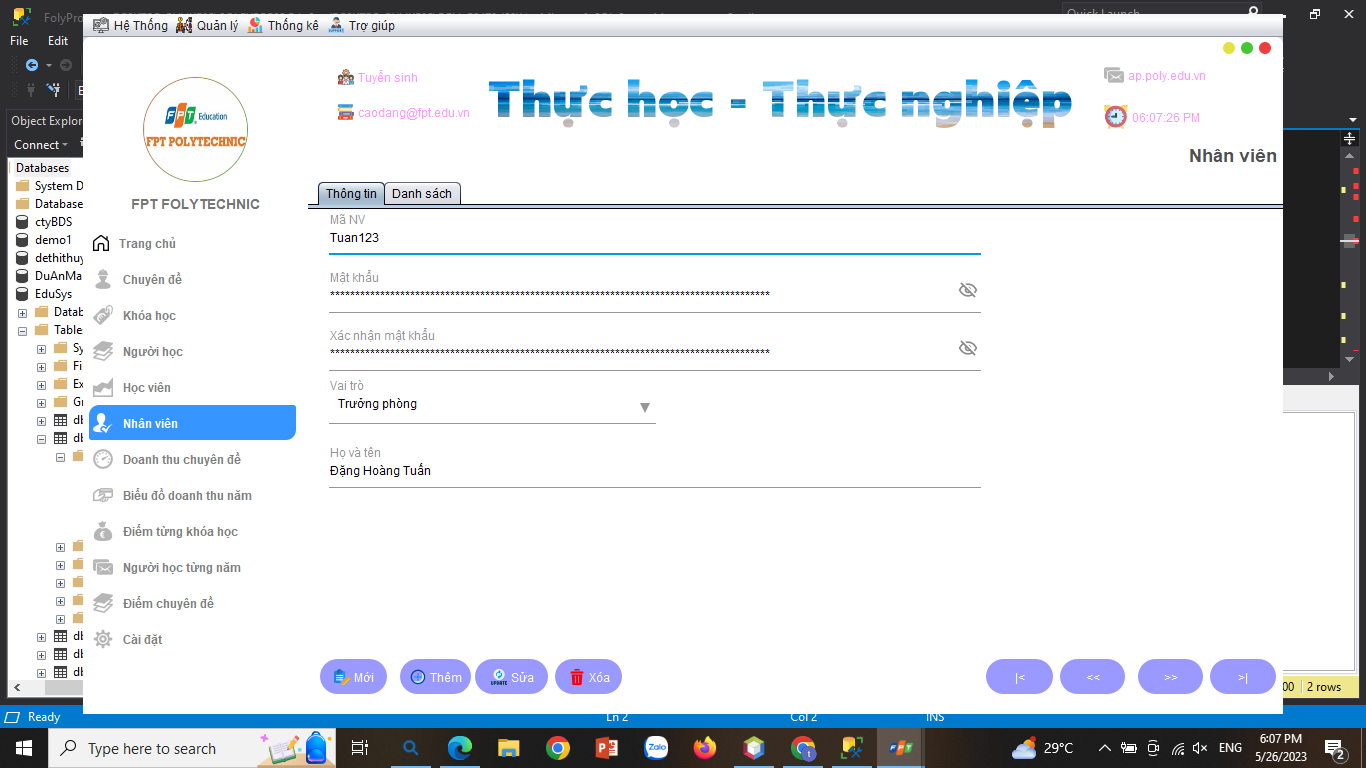 FolyPro
Quick Launch
File Edit
Object Explor
Connect
Databases
System D
Database
ctyBDS
demo1
dethithuy
DuAnMa
EduSys
Datab
Table
Sy
Fi
Ex
Gr
Hệ Thống Quản lý Thống kê Trợ giúp
FPT Education
FPT POLYTECHNIC
FPT FOLYTECHNIC
Tuyển sinh
caodang@fpt.edu.vn
Thực học - Thực nghiệp
ap.poly.edu.vn
06:07:26 PM
Nhân viên
Trang chủ
Chuyên đề
Khóa học
Người học
Học viên
Nhân viên
Doanh thu chuyên đề
Biểu đồ doanh thu năm
Điểm từng khóa học
Người học từng năm
Điểm chuyên đề
Cài đặt
Thông tin Danh sách
Mã NV
Tuan123
Mật khẩu
****************************************************************************************
Xác nhận mật khẩu
****************************************************************************************
Vai trò
Trưởng phòng
Họ và tên
Đặng Hoàng Tuấn
Mới Thêm UPDATE Sửa Xóa
|< << >> >|
00 2 rows
Ready Ln 2 Col 2 INS
Type here to search
Zalo
FPT
29°C
ENG
6:07 PM
5/26/2023
2